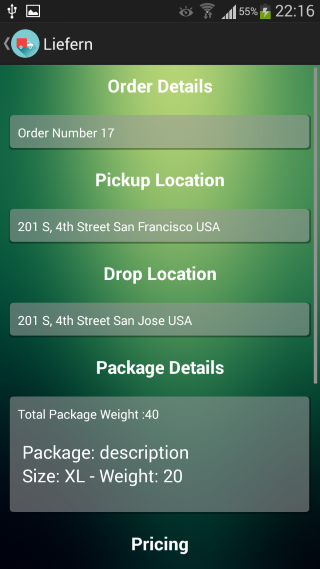 55% 22:16
Liefern
Order Details
Order Number 17
Pickup Location
201 S, 4th Street San Francisco USA
Drop Location
201 S, 4th Street San Jose USA
Package Details
Total Package Weight :40
Package: description
Size: XL - Weight: 20
Pricing